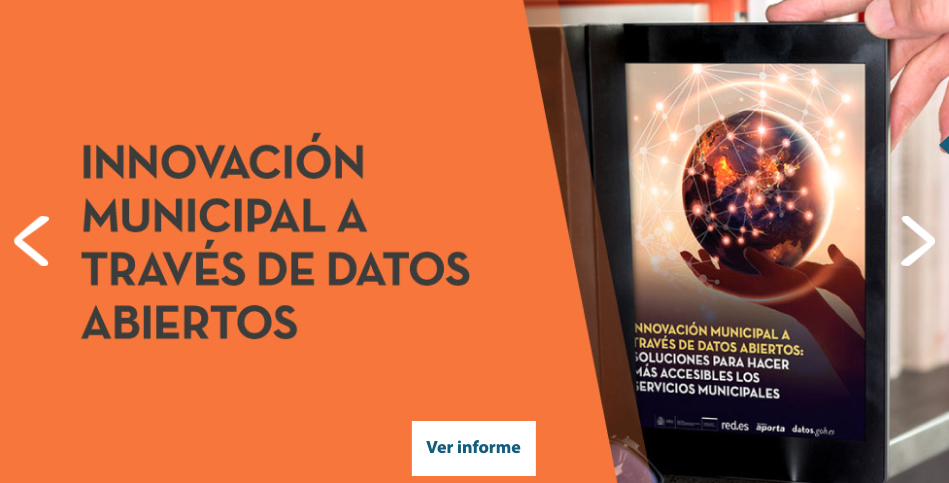 INNOVACIÓN
MUNICIPAL A
TRAVÉS DE DATOS
ABIERTOS
INNOVACIÓN MUNICIPAL A
TRAVÉS DE DATOS ABIERTOS:
SOLUCIONES PARA HACER
MÁS ACCESIBLES LOS
SERVICIOS MUNICIPALES
red.es aporta datos.gob.es
Ver informe